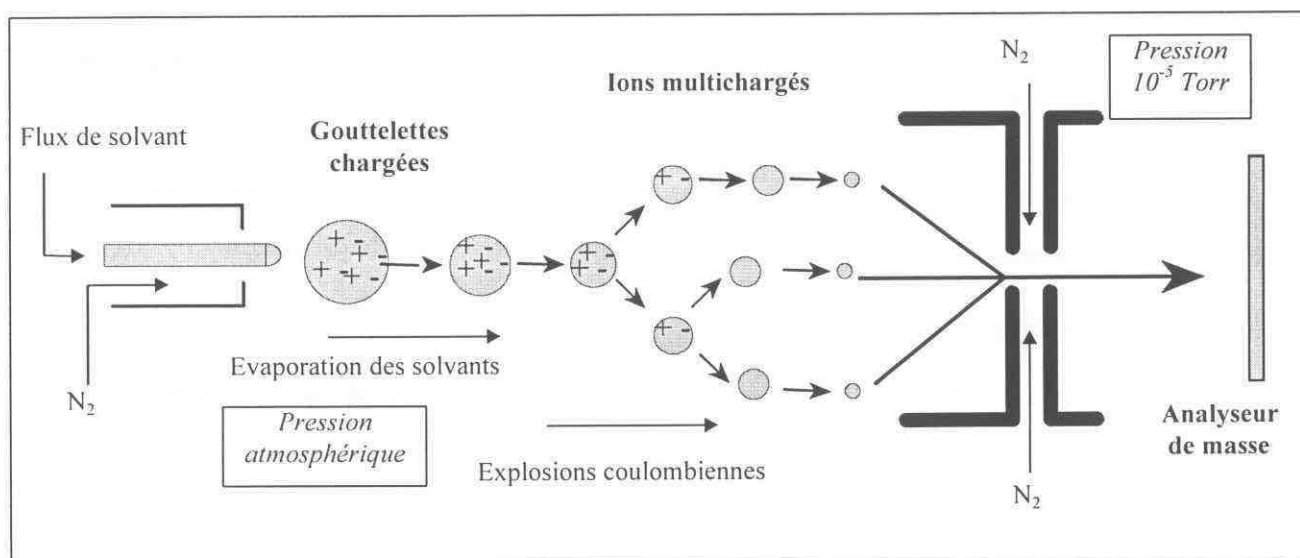 N₂
Pression
10⁻⁵ Torr
Ions multichargés
Gouttelettes
chargées
Flux de solvant
+ -
+ - + - + + - + -
+ - + + - + -
+ - + + -
+ -
Evaporation des solvants
N₂
Pression
atmosphérique
Explosions coulombiennes
Analyseur
de masse
N₂